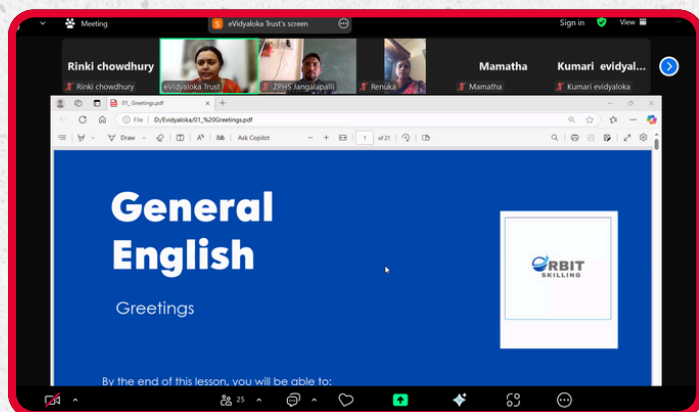 Meeting
eVidyaloka Trust's screen
Sign in
View
Rinki chowdhury
Mamatha
Kumari evidyal...
Rinki chowdhury
eVidyaloka Trust
ZPHS Jangalapalli
Renuka
Mamatha
Kumari evidyaloka
01_ Greetings.pdf
File
D:/Evidyaloka/01_%20Greetings.pdf
Draw
Ask Copilot
1 of 21
General
English
Greetings
ORBIT
SKILLING
By the end of this lesson, you will be able to:
25